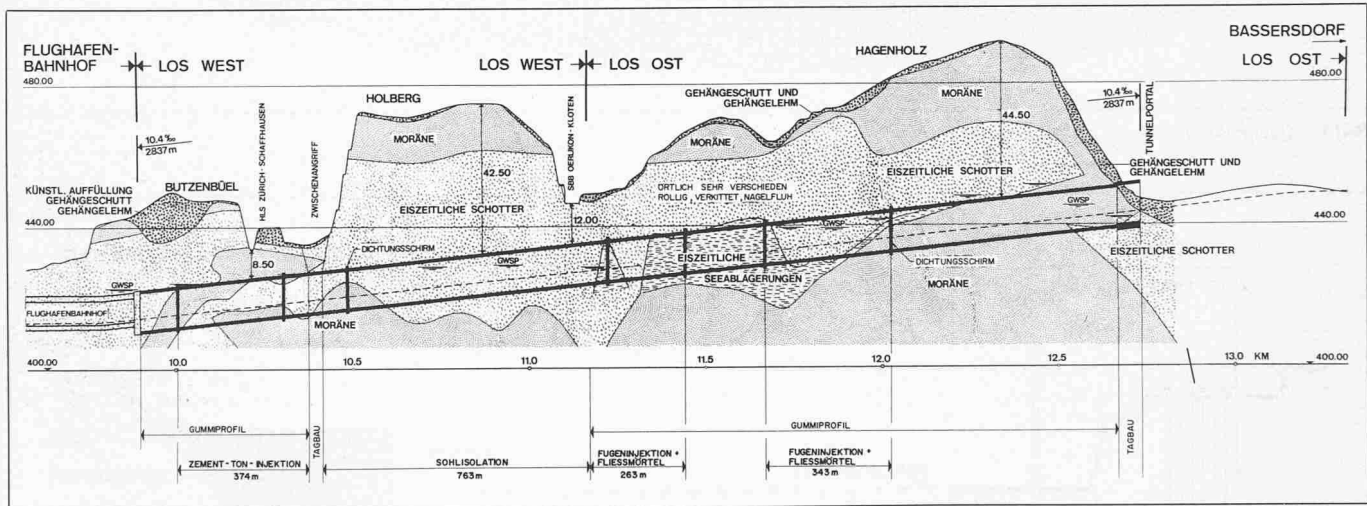 FLUGHAFEN-
BAHNHOF
LOS WEST
LOS WEST
LOS OST
BASSERSDORF
LOS OST
480.00
480.00
HOLBERG
HAGENHOLZ
GEHÄNGESCHUTT UND
GEHÄNGELEHM
MORÄNE
MORÄNE
MORÄNE
10.4‰
2837 m
10.4‰
2837 m
TUNNELPORTAL
44.50
42.50
KÜNSTL. AUFFÜLLUNG
GEHÄNGESCHUTT
GEHÄNGELEHM
BUTZENBÜEL
HLS ZÜRICH-SCHAFFHAUSEN
ZWISCHENANGRIFF
SBB OERLIKON-KLOTEN
GEHÄNGESCHUTT UND
GEHÄNGELEHM
EISZEITLICHE SCHOTTER
EISZEITLICHE SCHOTTER
ÖRTLICH SEHR VERSCHIEDEN
ROLLIG, VERKITTET, NAGELFLUH
440.00
440.00
12.00
8.50
DICHTUNGSSCHIRM
GWSP
GWSP
GWSP
GWSP
EISZEITLICHE
SEEABLAGERUNGEN
DICHTUNGSSCHIRM
EISZEITLICHE SCHOTTER
FLUGHAFENBAHNHOF
MORÄNE
MORÄNE
400.00
10.0
10.5
11.0
11.5
12.0
12.5
13.0 KM
400.00
GUMMIPROFIL
TAGBAU
GUMMIPROFIL
TAGBAU
ZEMENT-TON-INJEKTION
374 m
SOHLISOLATION
763 m
FUGENINJEKTION +
FLIESSMÖRTEL
263 m
FUGENINJEKTION +
FLIESSMÖRTEL
343 m